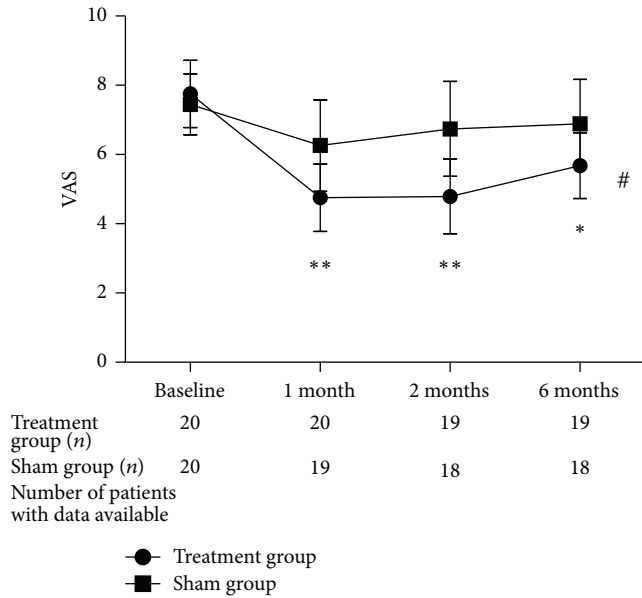 10
8
6
4
2
0
VAS
**
**
*
#
Baseline 1 month 2 months 6 months
Treatment
group (n) 20 20 19 19
Sham group (n) 20 19 18 18
Number of patients
with data available
Treatment group
Sham group